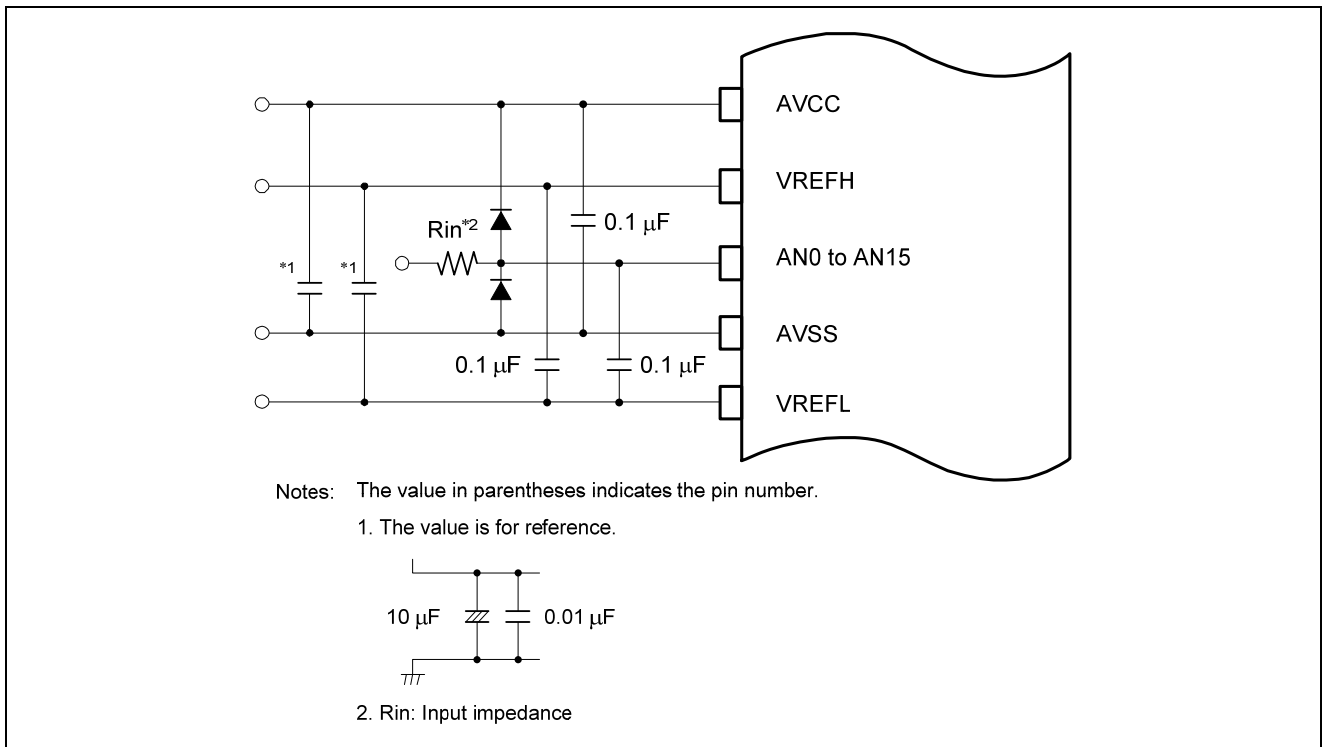 AVCC
VREFH
0.1 μF
Rin*2
AN0 to AN15
*1
*1
AVSS
0.1 μF
0.1 μF
VREFL
Notes: The value in parentheses indicates the pin number.
1. The value is for reference.
10 μF
0.01 μF
2. Rin: Input impedance